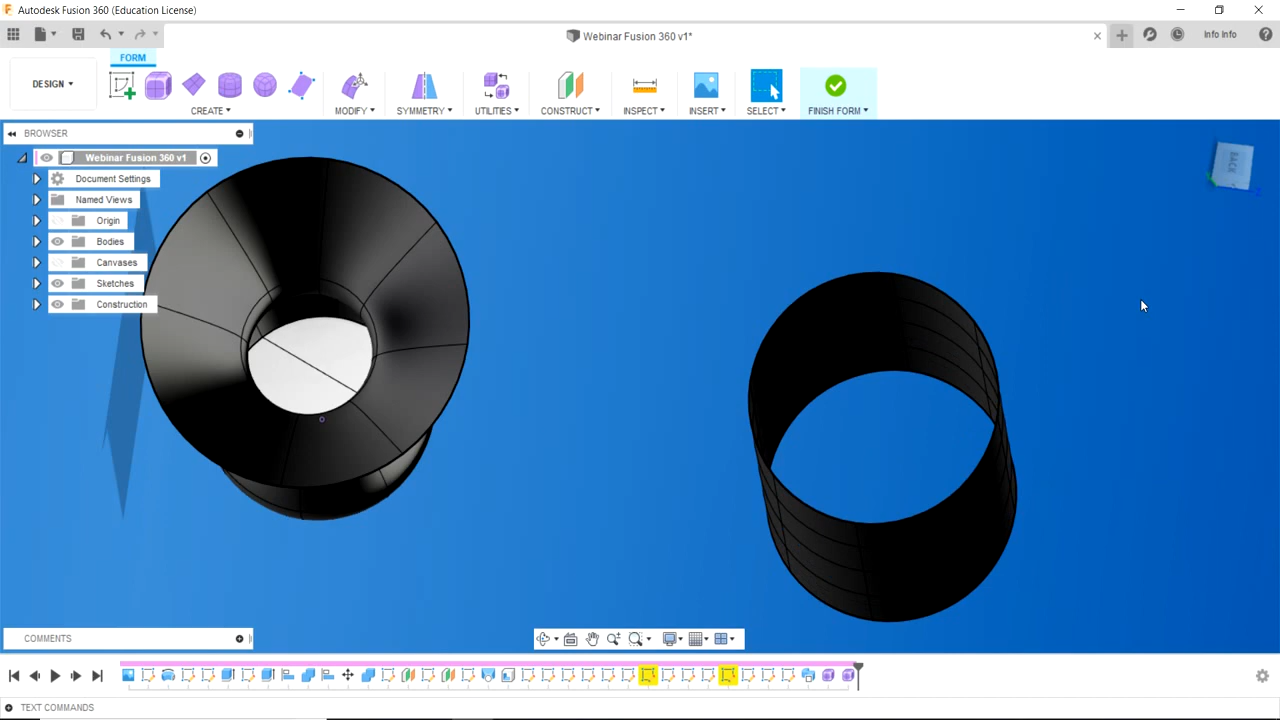 Autodesk Fusion 360 (Education License)
Webinar Fusion 360 v1*
Info Info
FORM
DESIGN
CREATE
MODIFY
SYMMETRY
UTILITIES
CONSTRUCT
INSPECT
INSERT
SELECT
FINISH FORM
BROWSER
Webinar Fusion 360 v1
Document Settings
Named Views
Origin
Bodies
Canvases
Sketches
Construction
BACK
COMMENTS
TEXT COMMANDS